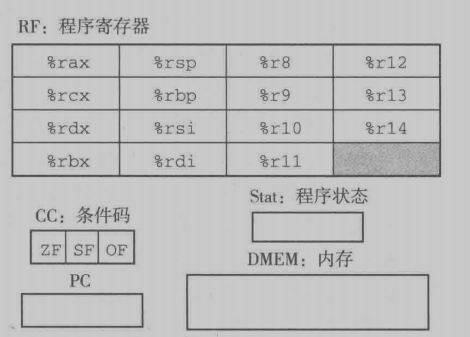 RF：程序寄存器
%rax %rsp %r8 %r12
%rcx %rbp %r9 %r13
%rdx %rsi %r10 %r14
%rbx %rdi %r11
CC：条件码
ZF SF OF
PC
Stat：程序状态
DMEM：内存